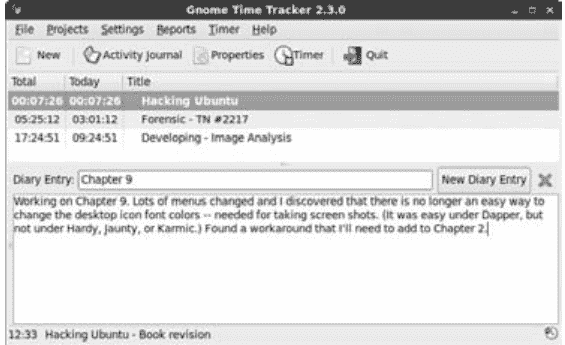 Gnome Time Tracker 2.3.0
File Projects Settings Reports Timer Help
New Activity Journal Properties Timer Quit
Total Today Title
00:07:26 00:07:26 Hacking Ubuntu
05:25:12 03:01:12 Forensic - TN #2217
17:24:51 09:24:51 Developing - Image Analysis
Diary Entry: Chapter 9 New Diary Entry
Working on Chapter 9. Lots of menus changed and I discovered that there is no longer an easy way to
change the desktop icon font colors -- needed for taking screen shots. (It was easy under Dapper, but
not under Hardy, Jaunty, or Karmic.) Found a workaround that I'll need to add to Chapter 2.
12:33 Hacking Ubuntu - Book revision